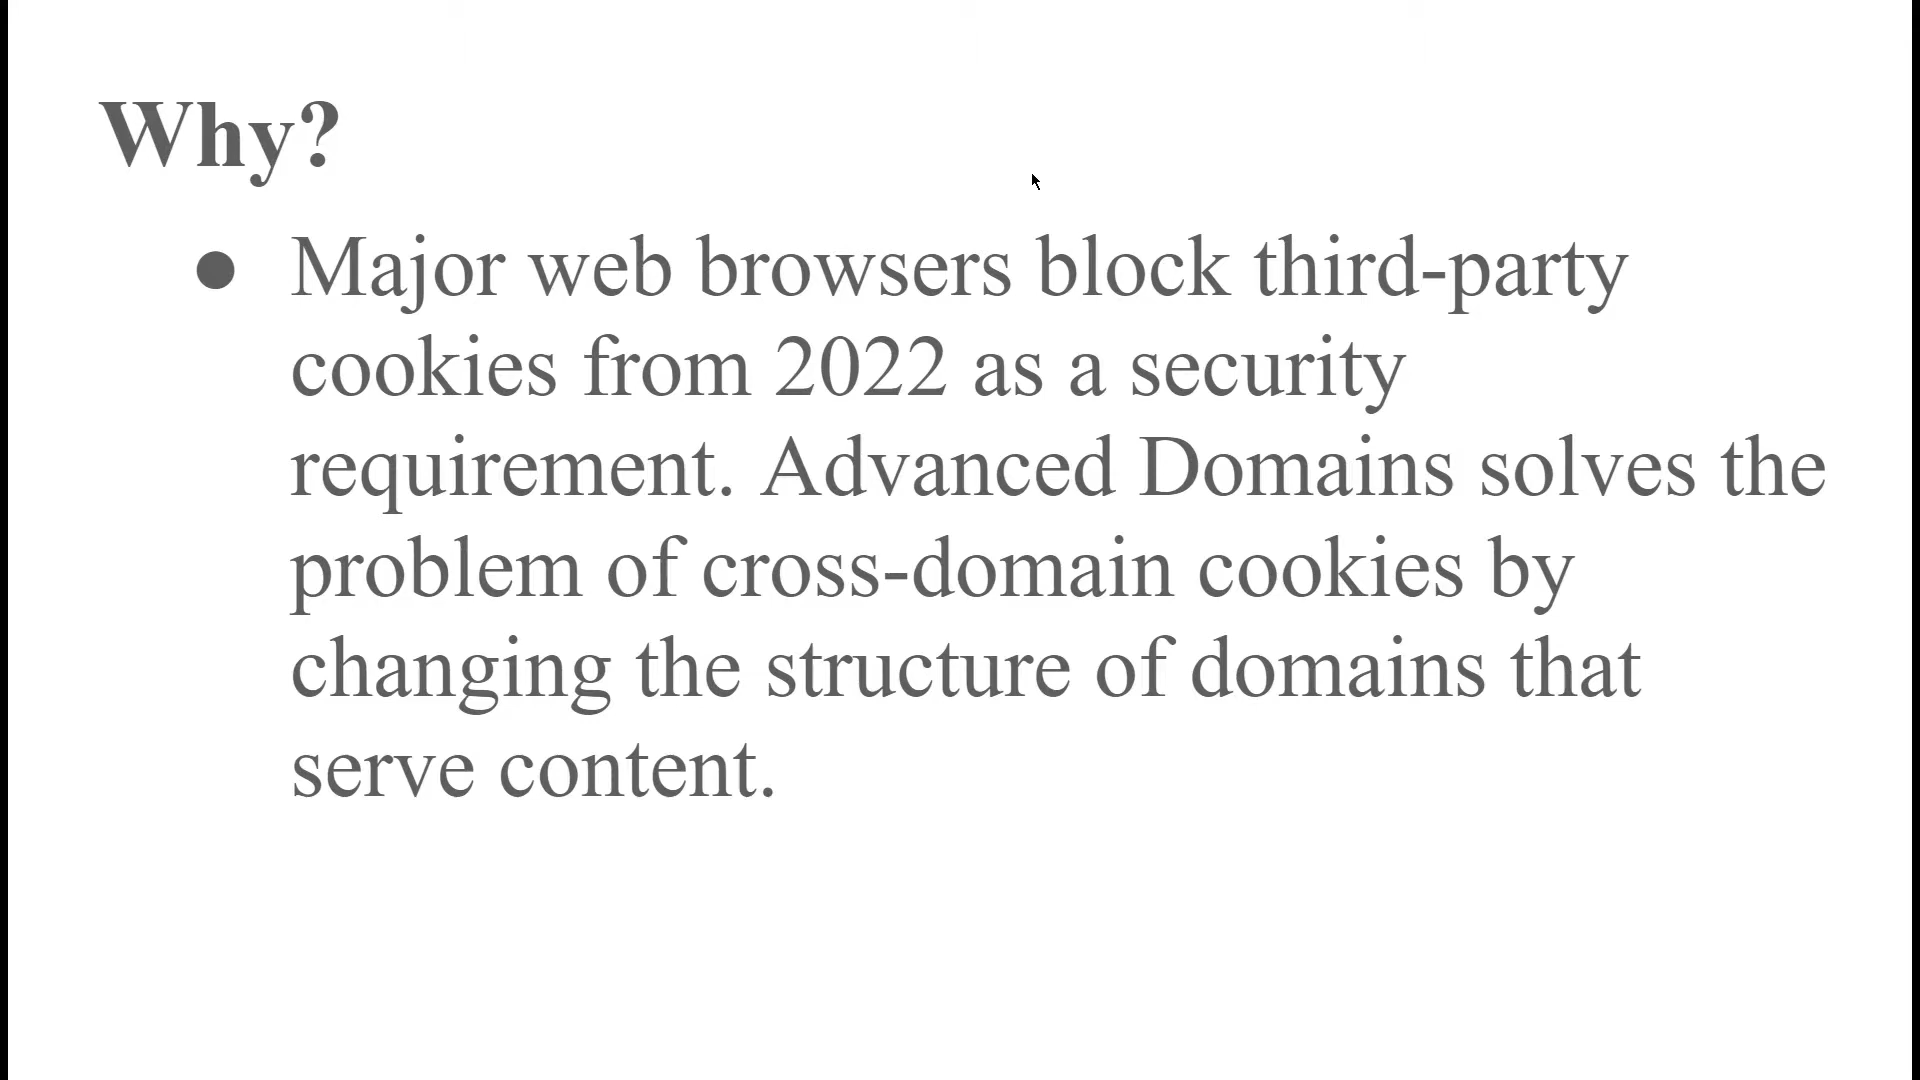 Why?
● Major web browsers block third-party
cookies from 2022 as a security
requirement. Advanced Domains solves the
problem of cross-domain cookies by
changing the structure of domains that
serve content.